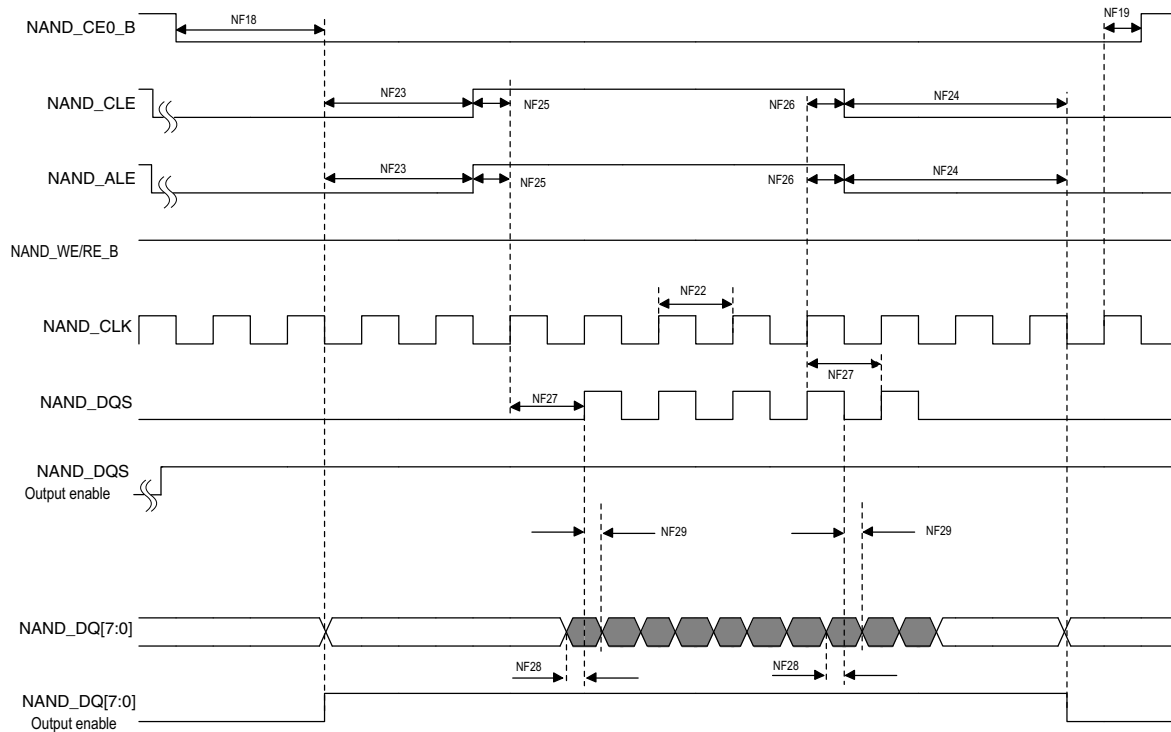 NF18
NF19
NAND_CE0_B
NF23
NF24
NAND_CLE
NF25
NF26
NF23
NF24
NAND_ALE
NF25
NF26
NAND_WE/RE_B
NF22
NAND_CLK
NF27
NAND_DQS
NF27
NAND_DQS
Output enable
NF29
NF29
NAND_DQ[7:0]
NF28
NF28
NAND_DQ[7:0]
Output enable